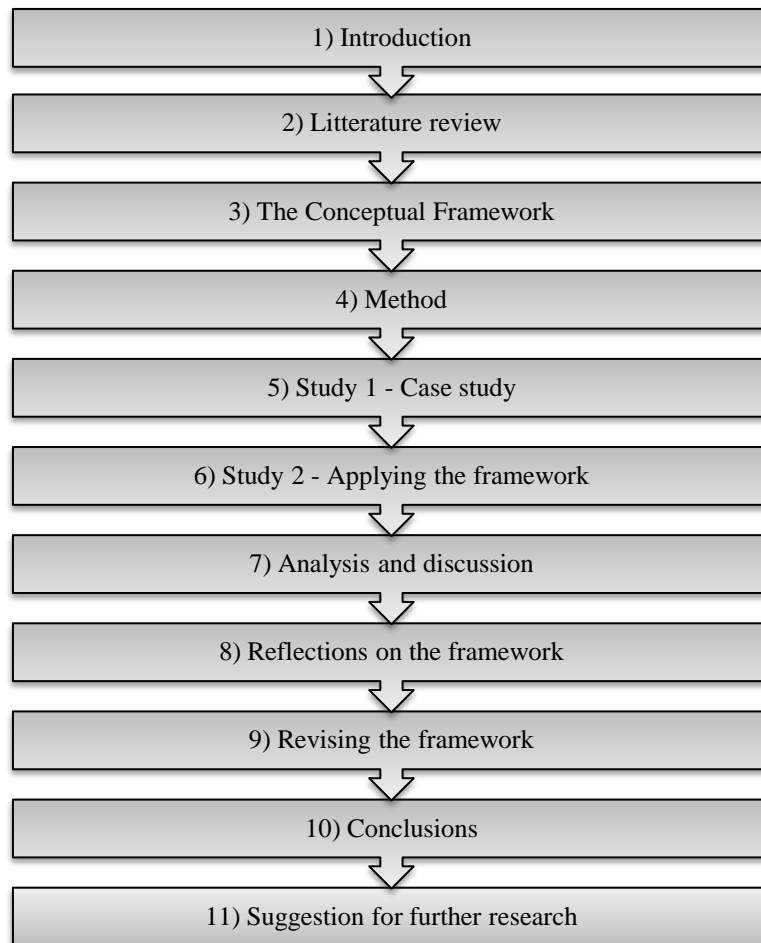 1) Introduction
2) Litterature review
3) The Conceptual Framework
4) Method
5) Study 1 - Case study
6) Study 2 - Applying the framework
7) Analysis and discussion
8) Reflections on the framework
9) Revising the framework
10) Conclusions
11) Suggestion for further research